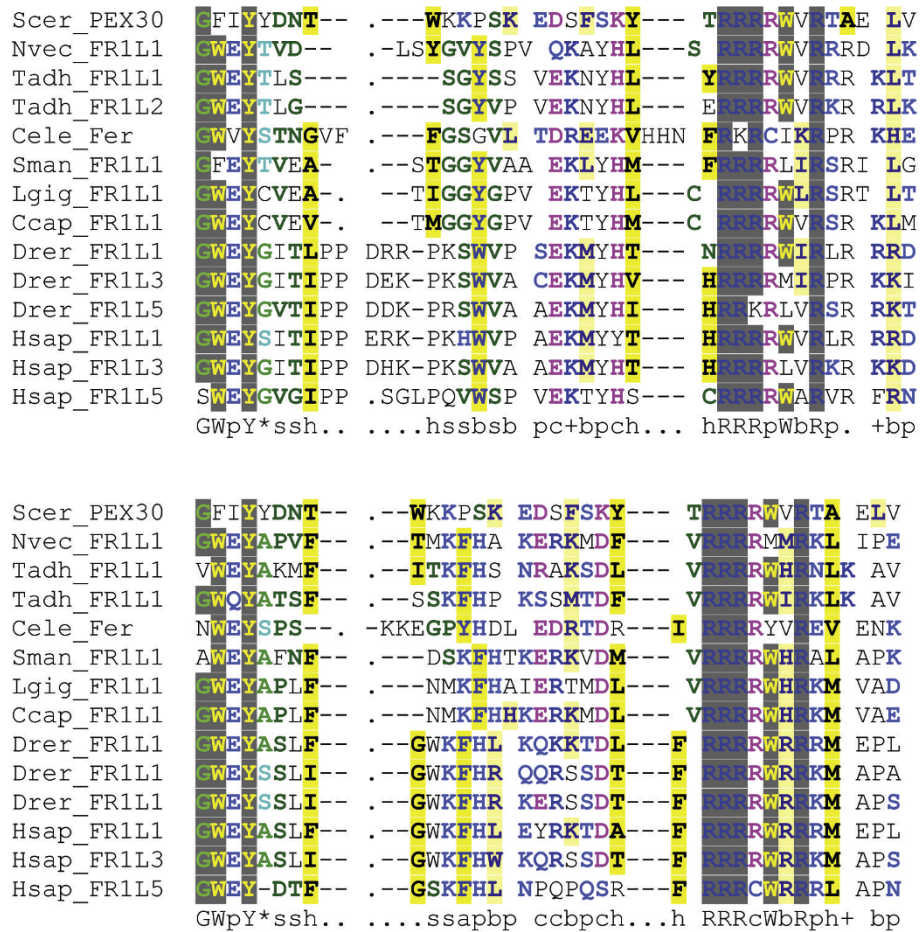 Scer_PEX30 GFIYYDNT-- .---WKKPSK EDSFSKY--- TRRRRWVRTAE LV
Nvec_FR1L1 GWEYTVD--- .--LSYGVYSPV QKAYHL--- S RRRRWVRRRD LK
Tadh_FR1L1 GWEYTLS--- .----SGYSS VEKNYHL--- YRRRRWVRRR KLT
Tadh_FR1L2 GWEYTLG--- .----SGYVP VEKNYHL--- ERRRRWVRKR RLK
Cele_Fer GWVYSTNGVF .---FGSGVL TDREEKVHHN FRKRCIKRPR KHE
Sman_FR1L1 GFEYTVEA-- .--STGGYVAA EKLYHM--- FRRRRLIRSRI LG
Lgig_FR1L1 GWEYCVEA-. ---TIGGYGPV EKTYHL--- C RRRRWLRSRT LT
Ccap_FR1L1 GWEYCVEV-. ---TMGGYGPV EKTYHM--- C RRRRWVRSR KLM
Drer_FR1L1 GWEYGITLPP DRR-PKSWVP SEKMYHT--- NRRRRWIRLR RRD
Drer_FR1L3 GWEYGITIPP DEK-PKSWVA CEKMYHV--- HRRRRMIRPR KKI
Drer_FR1L5 GWEYGVTIPP DDK-PKSWVA AEKMYHI--- HRRKRLVRSR RKT
Hsap_FR1L1 GWEYSITIPP ERK-PKHWVP AEKMYYT--- HRRRRWVRLR RRD
Hsap_FR1L3 GWEYGITIPP DHK-PKSWVA AEKMYHT--- HRRRRLVRKR KKD
Hsap_FR1L5 SWEYGVGIPP .SGLPQVWSP VEKTYHS--- CRRRRWARVR FRN
GWpY*ssh.. ....hssbsb pc+bpch... hRRRpWbRp. +bp
Scer_PEX30 GFIYYDNT-- .--WKKPSK EDSFSKY--- TRRRRWVRTA ELV
Nvec_FR1L1 GWEYAPVF-- .--TMKFHA KERKMDF--- VRRRRMMRKL IPE
Tadh_FR1L1 VWEYAKMF-- .--ITKFHS NRAKSDL--- VRRRRWHRNLK AV
Tadh_FR1L1 GWQYATSF-- .--SSKFHP KSSMTDF--- VRRRRWIRKLK AV
Cele_Fer NWEYSPS--. -KKEGPYHDL EDRTDR---I RRRRYVREV ENK
Sman_FR1L1 AWEYAFNF-- .---DSKFHTKERKVDM--- VRRRRWHRAL APK
Lgig_FR1L1 GWEYAPLF-- .---NMKFHAIERTMDL--- VRRRRWHRKM VAD
Ccap_FR1L1 GWEYAPLF-- .---NMKFHHKERKMDL--- VRRRRWHRKM VAE
Drer_FR1L1 GWEYASLF-- .--GWKFHL KQKKTDL---F RRRRWRRRM EPL
Drer_FR1L1 GWEYSSLI-- .--GWKFHR QQRSSDT---F RRRRWRRKM APA
Drer_FR1L1 GWEYSSLI-- .--GWKFHR KERSSDT---F RRRRWRRKM APS
Hsap_FR1L1 GWEYASLF-- .--GWKFHL EYRKTDA---F RRRRWRRRM EPL
Hsap_FR1L3 GWEYASLI-- .--GWKFHW KQRSSDT---F RRRRWRRKM APS
Hsap_FR1L5 GWEY-DTF-- .--GSKFHL NPQPQSR---F RRRCWRRRL APN
GWpY*ssh.. ....ssapbp ccbpch...h RRRcWbRph+ bp